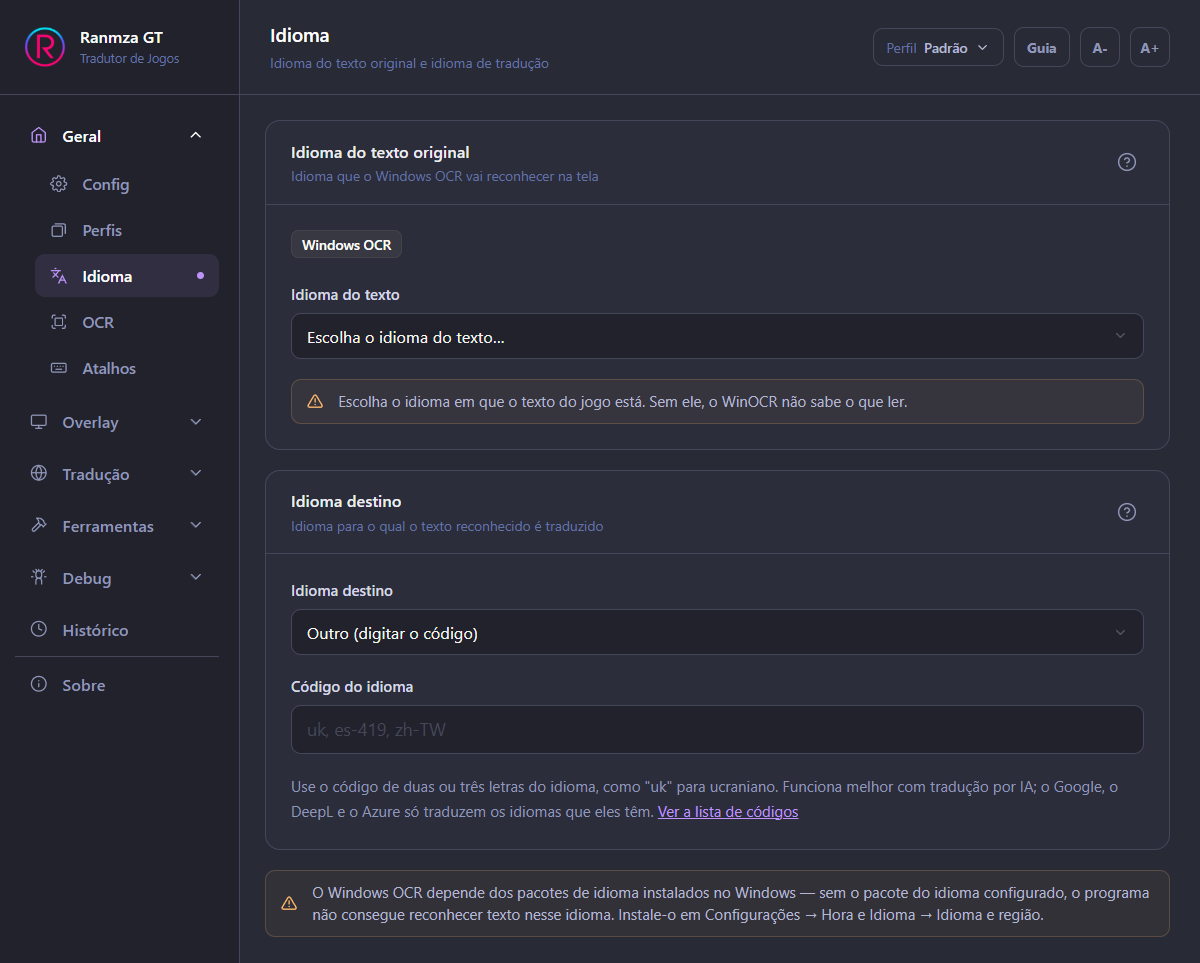 Ranmza GT
Tradutor de Jogos
Idioma
Idioma do texto original e idioma de tradução
Perfil Padrão
Guia
A-
A+
Geral
Config
Perfis
Idioma
OCR
Atalhos
Overlay
Tradução
Ferramentas
Debug
Histórico
Sobre
Idioma do texto original
Idioma que o Windows OCR vai reconhecer na tela
Windows OCR
Idioma do texto
Escolha o idioma do texto...
Escolha o idioma em que o texto do jogo está. Sem ele, o WinOCR não sabe o que ler.
Idioma destino
Idioma para o qual o texto reconhecido é traduzido
Idioma destino
Outro (digitar o código)
Código do idioma
uk, es-419, zh-TW
Use o código de duas ou três letras do idioma, como "uk" para ucraniano. Funciona melhor com tradução por IA; o Google, o
DeepL e o Azure só traduzem os idiomas que eles têm. Ver a lista de códigos
O Windows OCR depende dos pacotes de idioma instalados no Windows — sem o pacote do idioma configurado, o programa
não consegue reconhecer texto nesse idioma. Instale-o em Configurações → Hora e Idioma → Idioma e região.